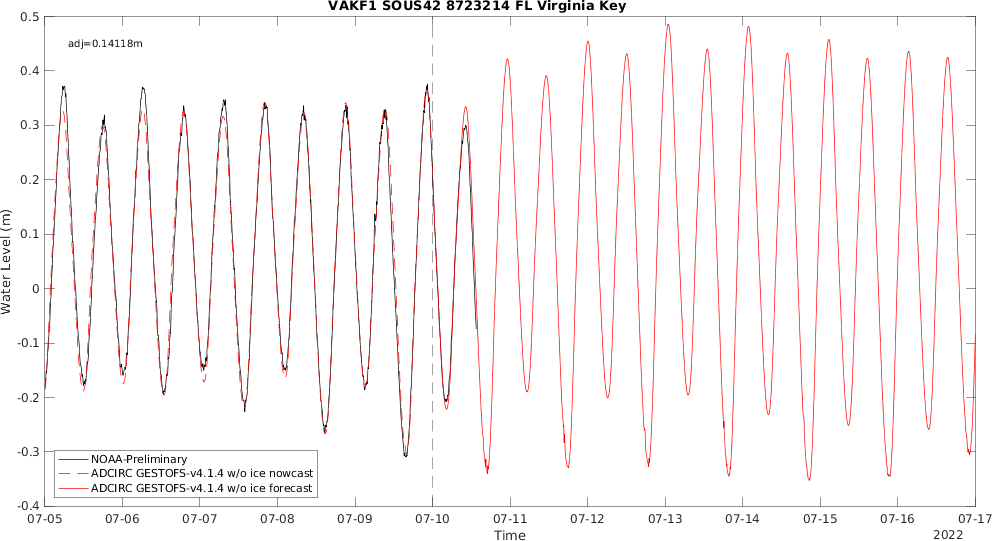 VAKF1 SOUS42 8723214 FL Virginia Key
adj=0.14118m
0.5
0.4
0.3
0.2
0.1
0
-0.1
-0.2
-0.3
-0.4
Water Level (m)
NOAA-Preliminary
ADCIRC GESTOFS-v4.1.4 w/o ice nowcast
ADCIRC GESTOFS-v4.1.4 w/o ice forecast
07-05 07-06 07-07 07-08 07-09 07-10 07-11 07-12 07-13 07-14 07-15 07-16 07-17
Time
2022